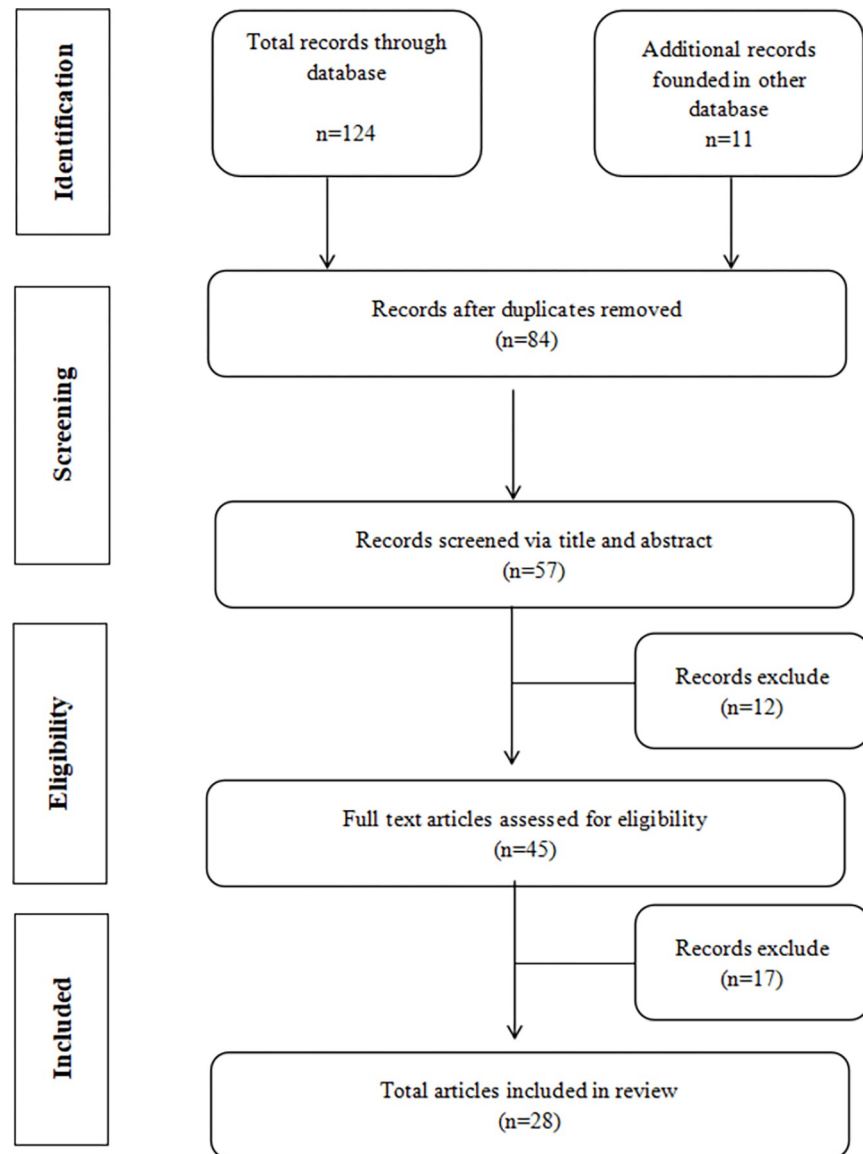 Identification
Total records through
database
n=124
Additional records
founded in other
database
n=11
Screening
Records after duplicates removed
(n=84)
Records screened via title and abstract
(n=57)
Eligibility
Records exclude
(n=12)
Full text articles assessed for eligibility
(n=45)
Included
Records exclude
(n=17)
Total articles included in review
(n=28)